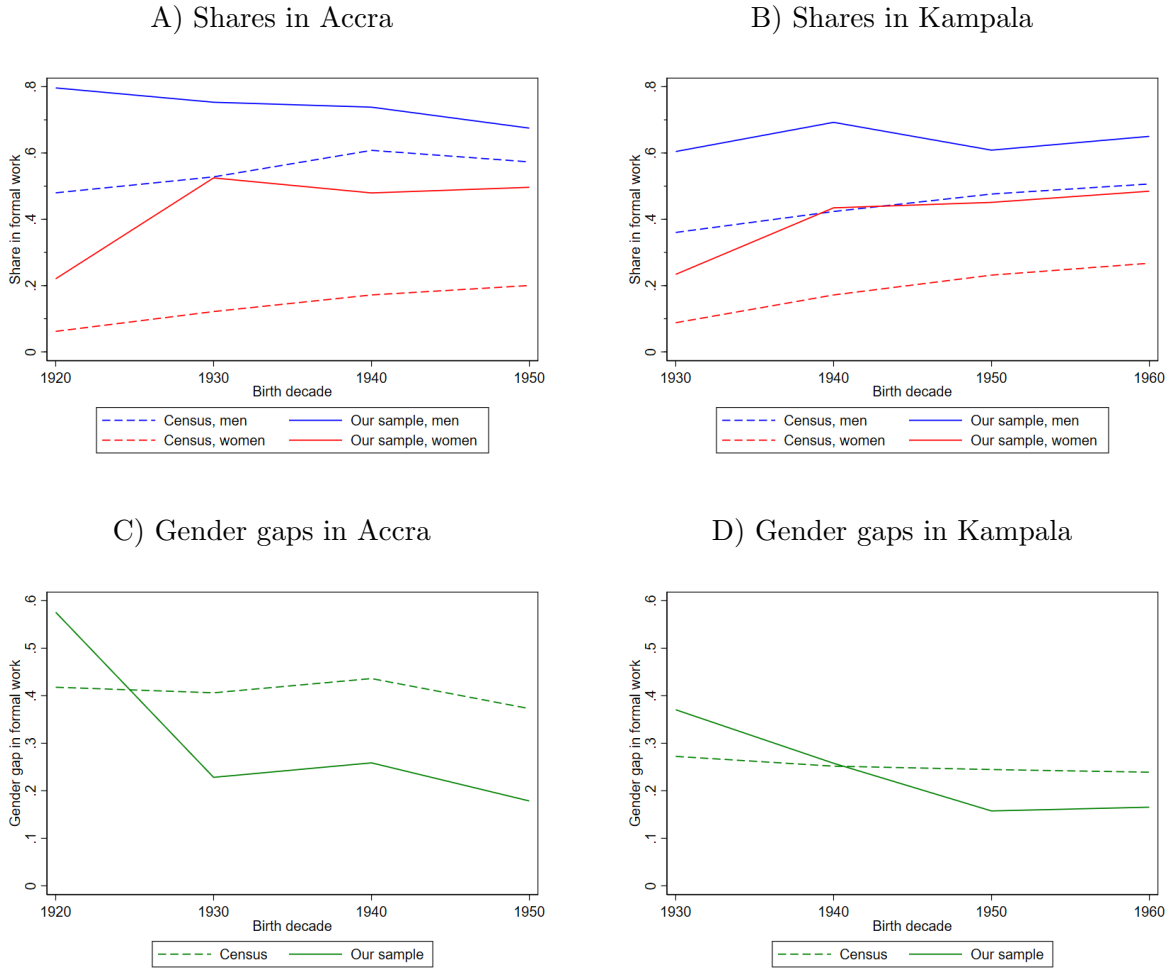 A) Shares in Accra
B) Shares in Kampala
Share in formal work
0 .2 .4 .6 .8
1920 1930 1940 1950
Birth decade
Census, men Our sample, men
Census, women Our sample, women
Share in formal work
0 .2 .4 .6 .8
1930 1940 1950 1960
Birth decade
Census, men Our sample, men
Census, women Our sample, women
C) Gender gaps in Accra
D) Gender gaps in Kampala
Gender gap in formal work
0 .1 .2 .3 .4 .5 .6
1920 1930 1940 1950
Birth decade
Census Our sample
Gender gap in formal work
0 .1 .2 .3 .4 .5 .6
1930 1940 1950 1960
Birth decade
Census Our sample